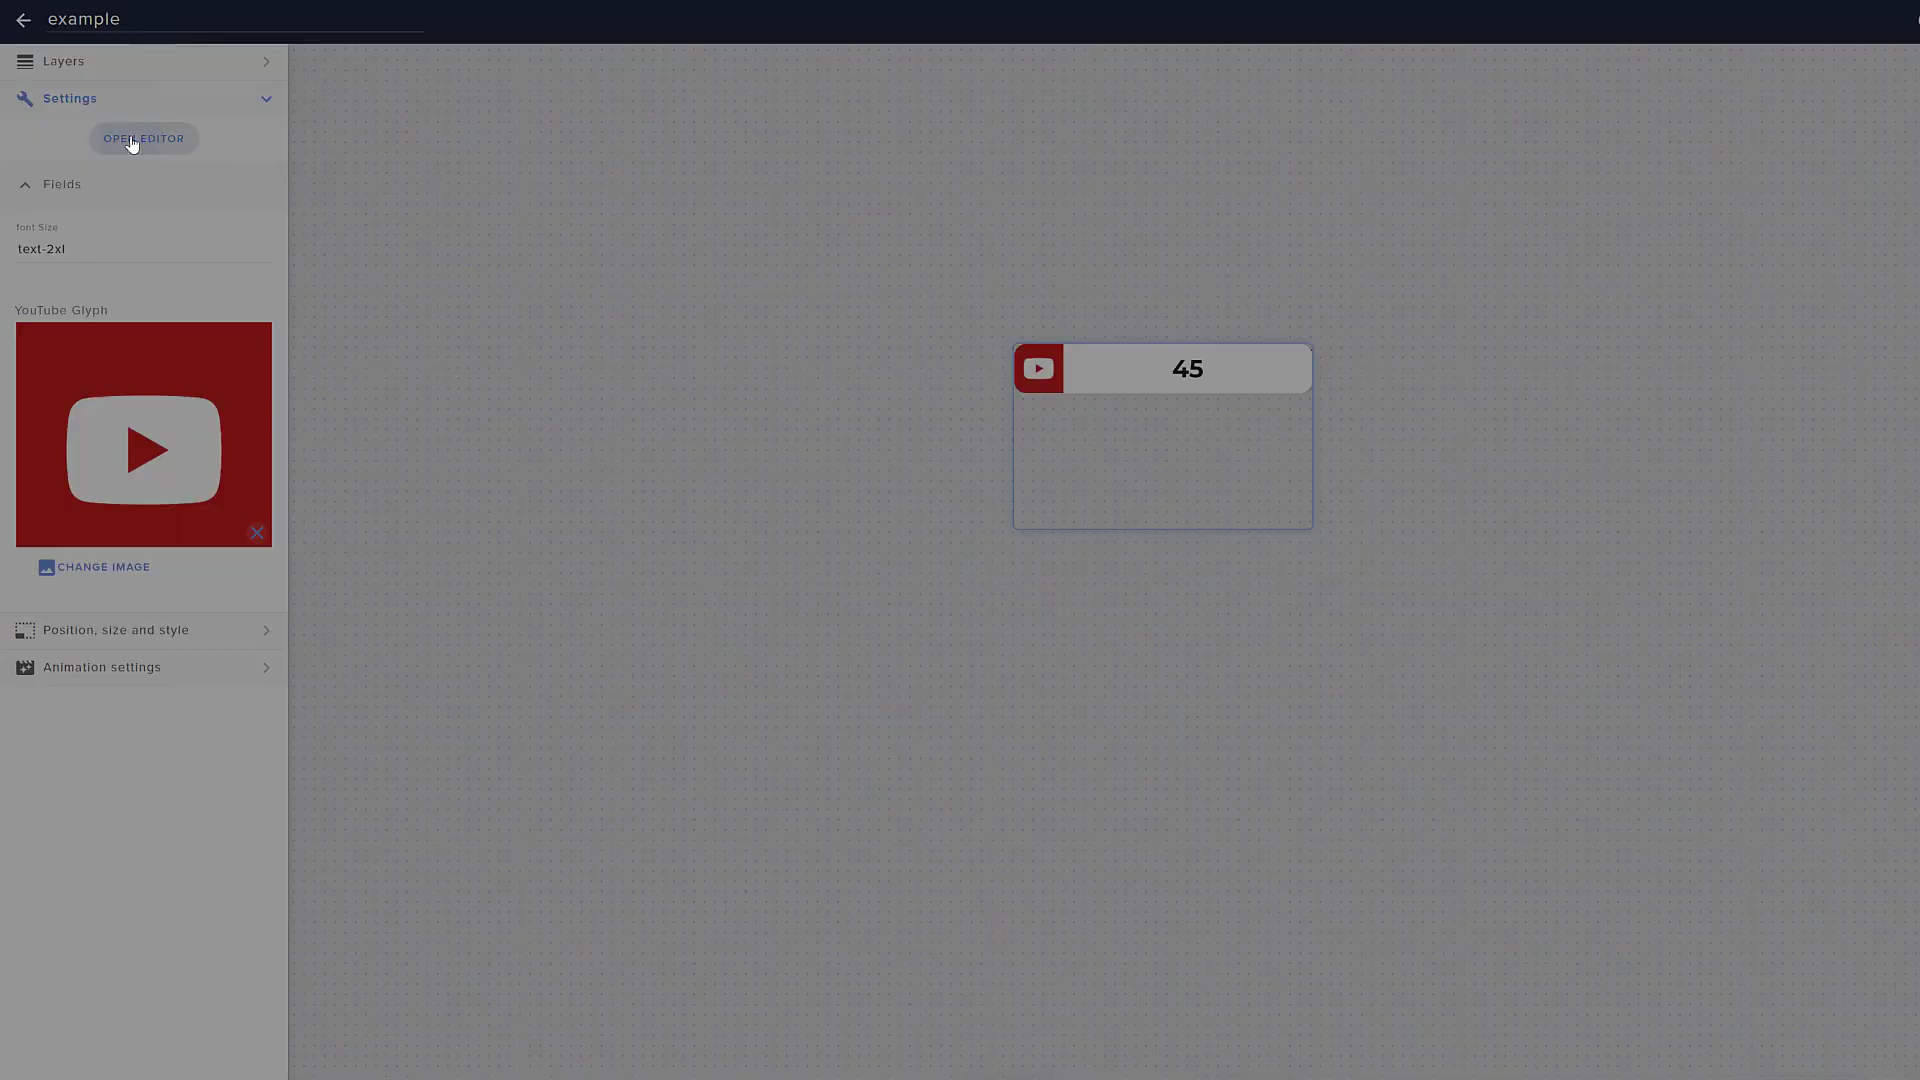 example
Layers
Settings
OPEN EDITOR
Fields
font Size
text-2xl
YouTube Glyph
CHANGE IMAGE
Position, size and style
Animation settings
45